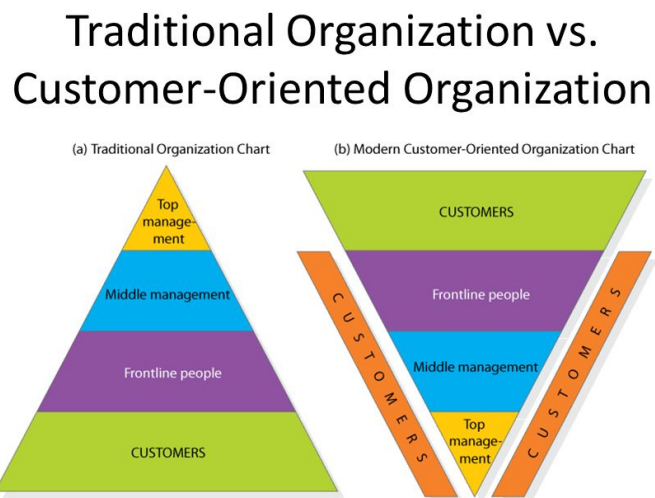 Traditional Organization vs.
Customer-Oriented Organization
(a) Traditional Organization Chart
Top
manage-
ment
Middle management
Frontline people
CUSTOMERS
(b) Modern Customer-Oriented Organization Chart
CUSTOMERS
Frontline people
Middle management
Top
manage-
ment
CUSTOMERS
CUSTOMERS